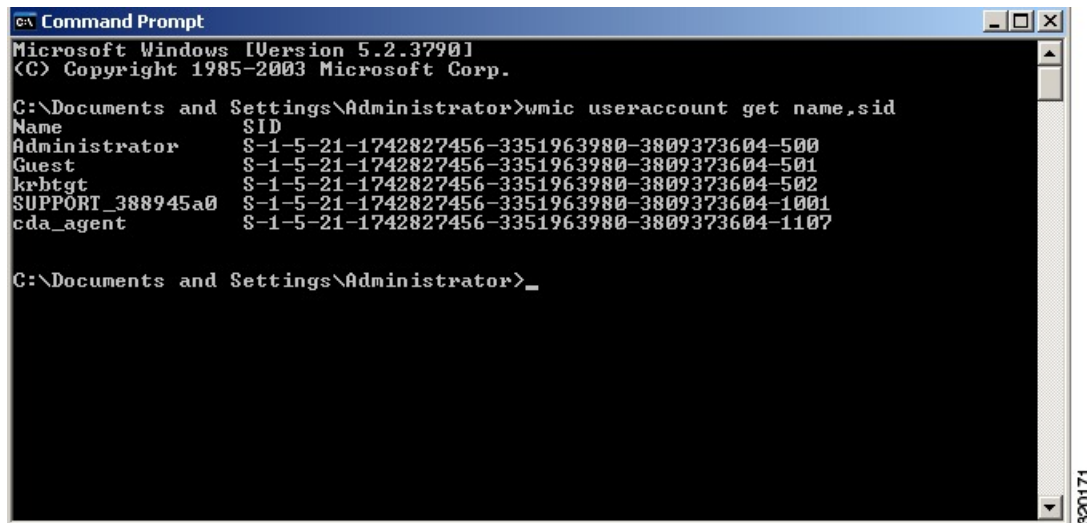 Command Prompt
Microsoft Windows [Version 5.2.3790]
(C) Copyright 1985-2003 Microsoft Corp.
C:\Documents and Settings\Administrator>wmic useraccount get name,sid
Name SID
Administrator S-1-5-21-1742827456-3351963980-3809373604-500
Guest S-1-5-21-1742827456-3351963980-3809373604-501
krbtgt S-1-5-21-1742827456-3351963980-3809373604-502
SUPPORT_388945a0 S-1-5-21-1742827456-3351963980-3809373604-1001
cda_agent S-1-5-21-1742827456-3351963980-3809373604-1107
C:\Documents and Settings\Administrator>_